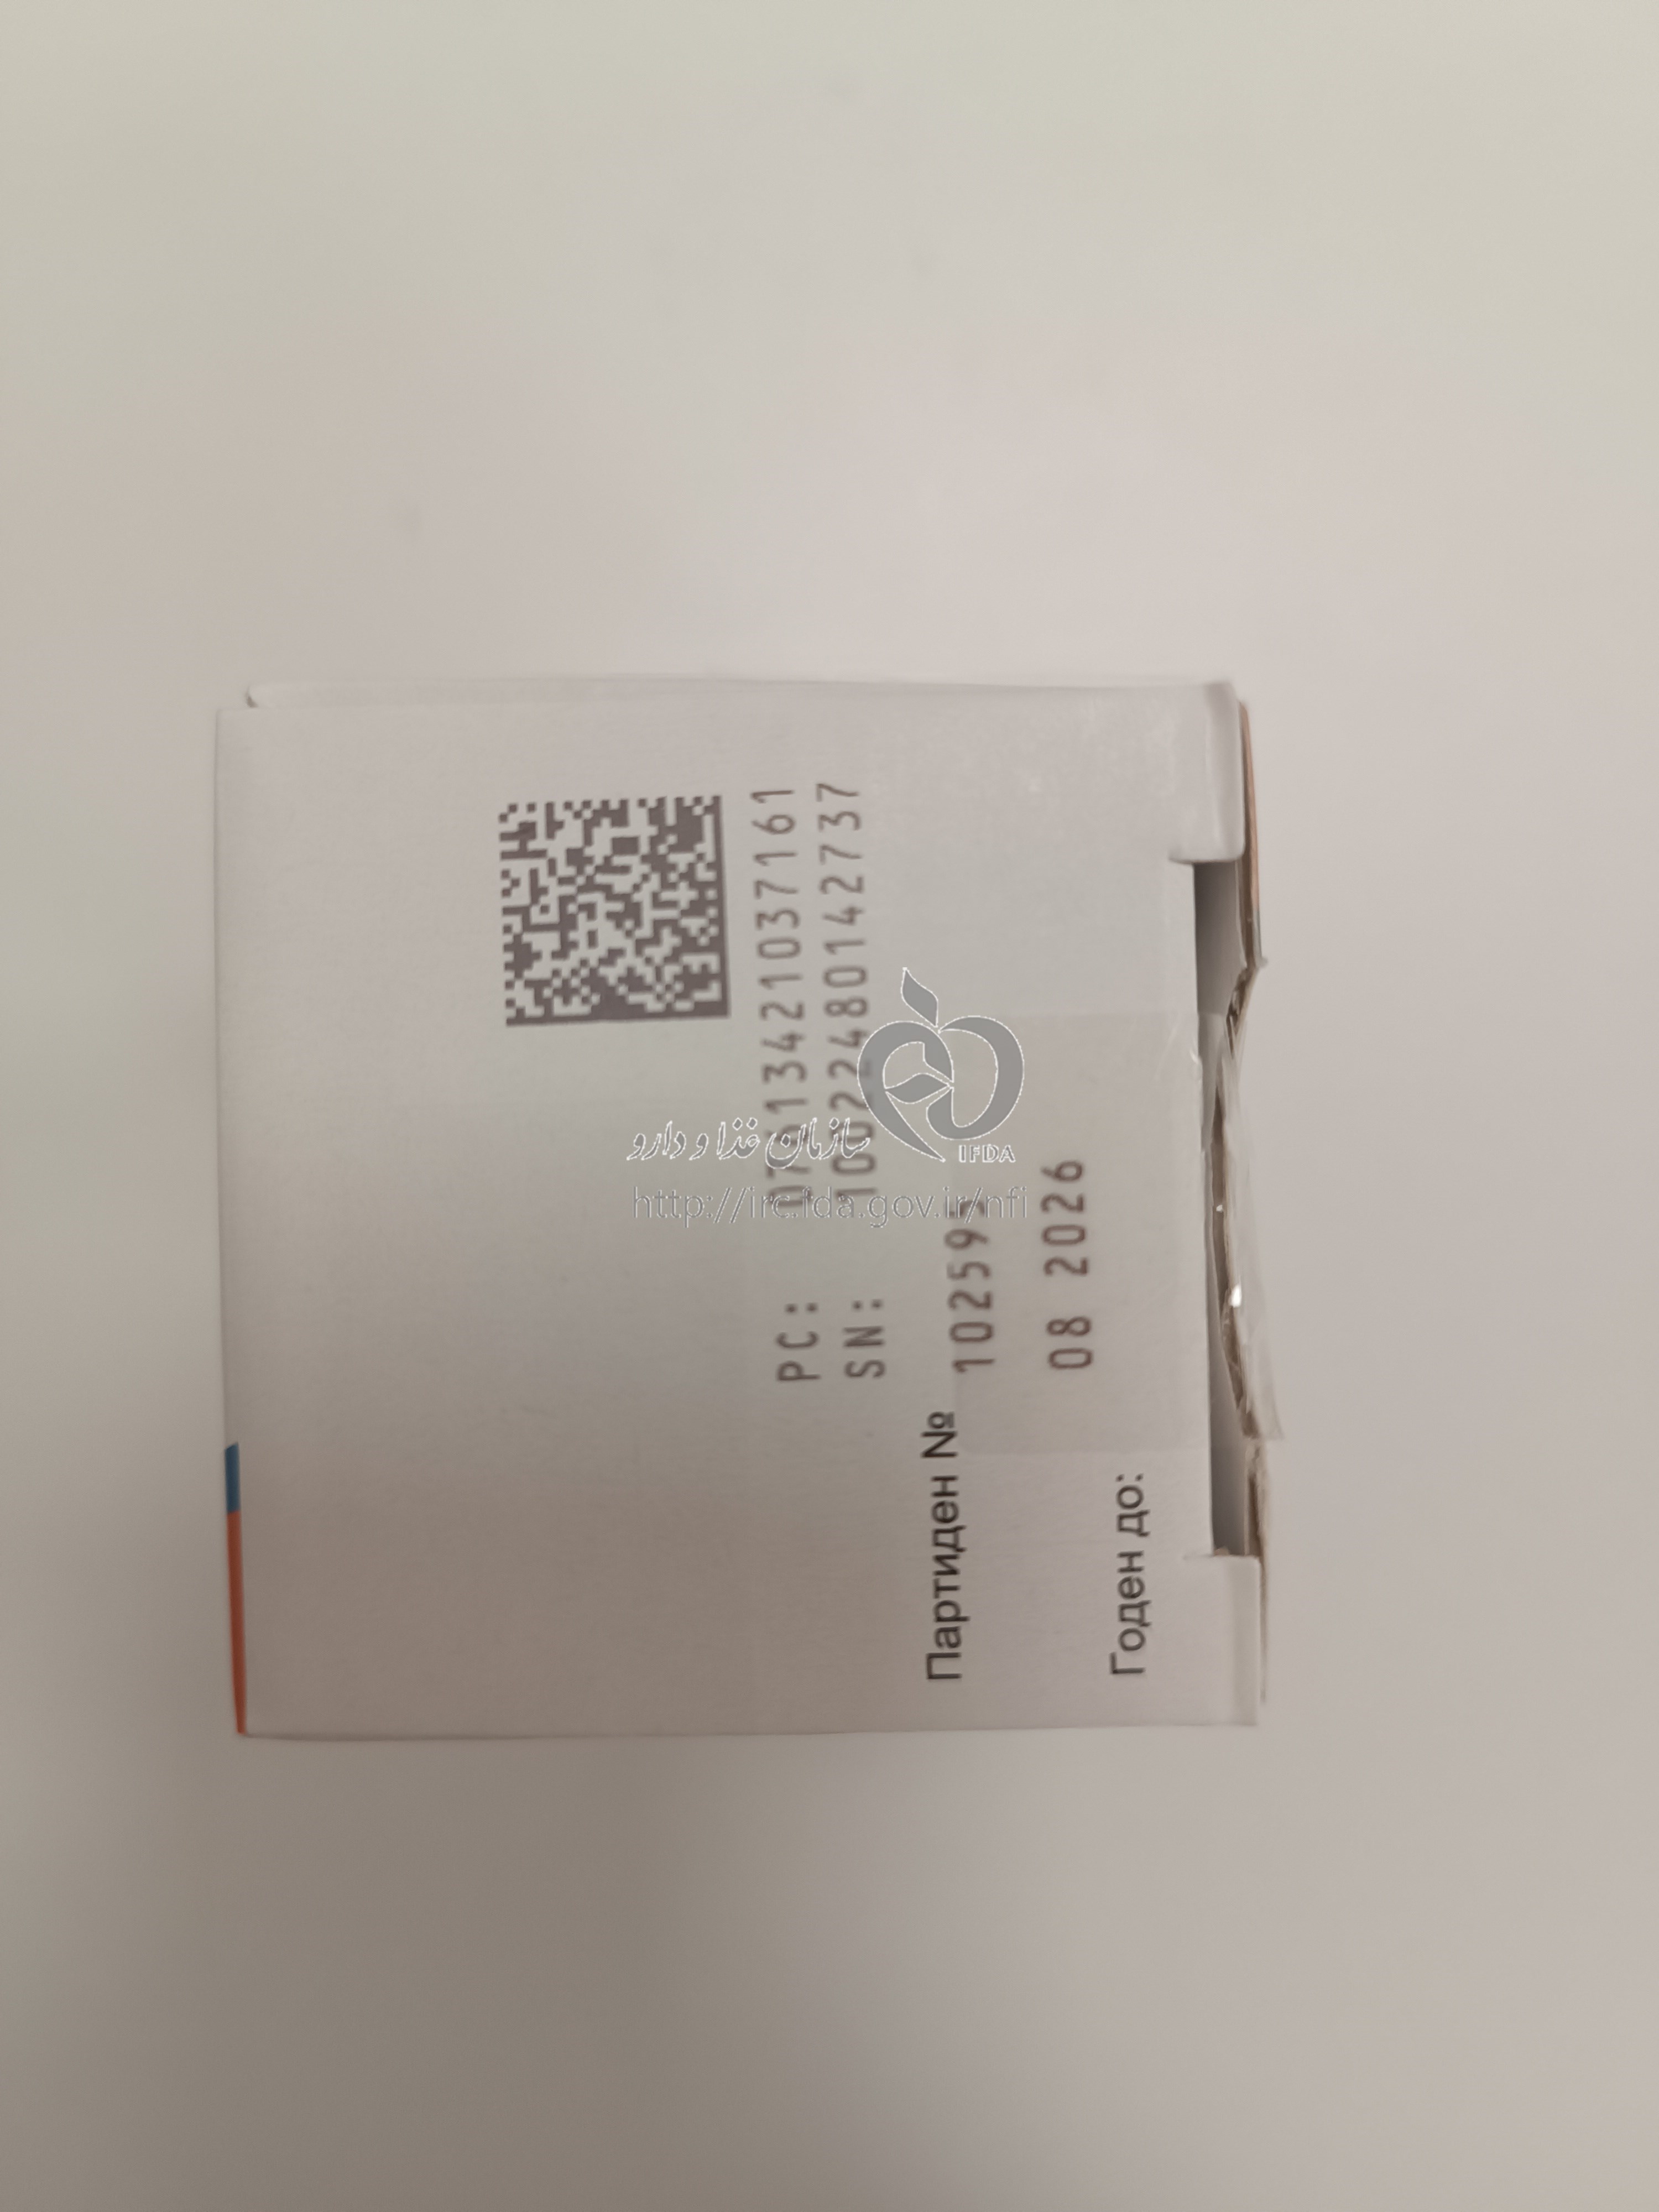 PC: 07613421037161
SN: 10022480142737
Партиден №
08 2026
Годен до:
IFDA
سازمان غذا و دارو
http://irc.fda.gov.ir/nfi